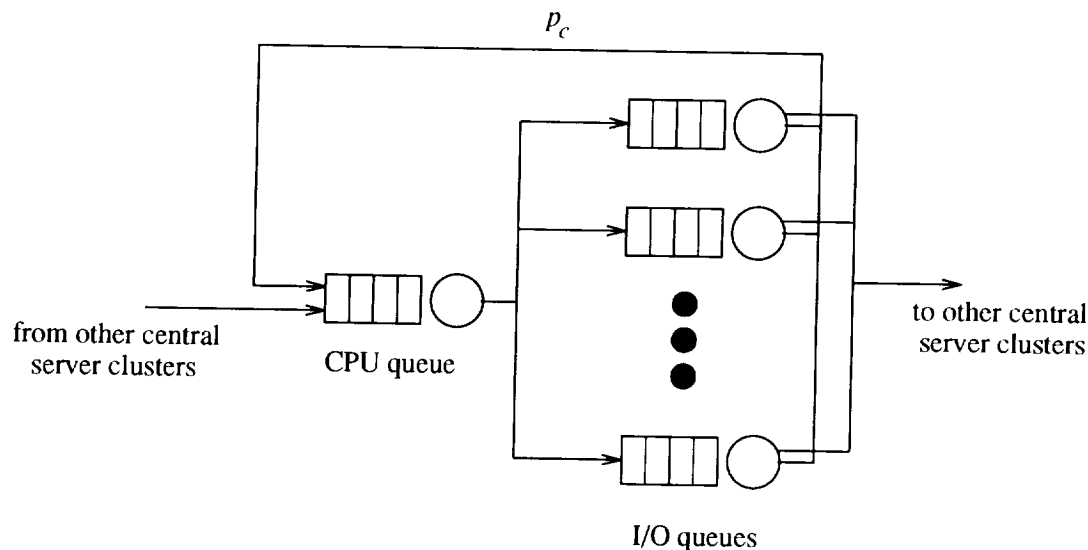 p_c
from other central
server clusters
CPU queue
to other central
server clusters
I/O queues